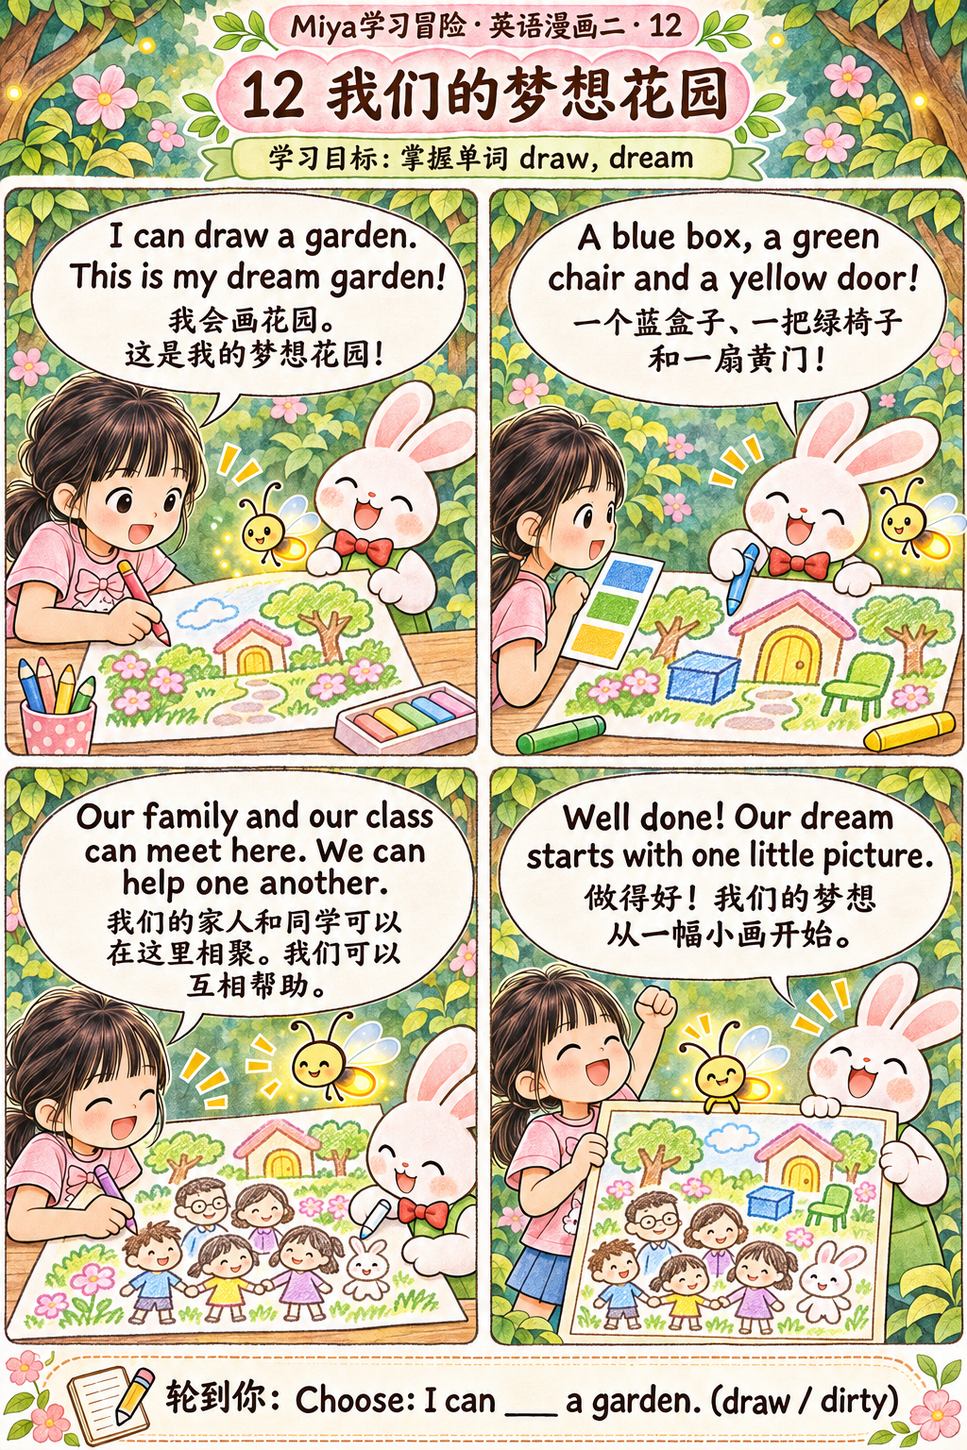 Miya学习冒险·英语漫画二·12
12 我们的梦想花园
学习目标：掌握单词 draw, dream
I can draw a garden.
This is my dream garden!
我会画花园。
这是我的梦想花园！
A blue box, a green
chair and a yellow door!
一个蓝盒子、一把绿椅子
和一扇黄门！
Our family and our class
can meet here. We can
help one another.
我们的家人和同学可以
在这里相聚。我们可以
互相帮助。
Well done! Our dream
starts with one little picture.
做得好！我们的梦想
从一幅小画开始。
轮到你：Choose: I can ___ a garden. (draw / dirty)